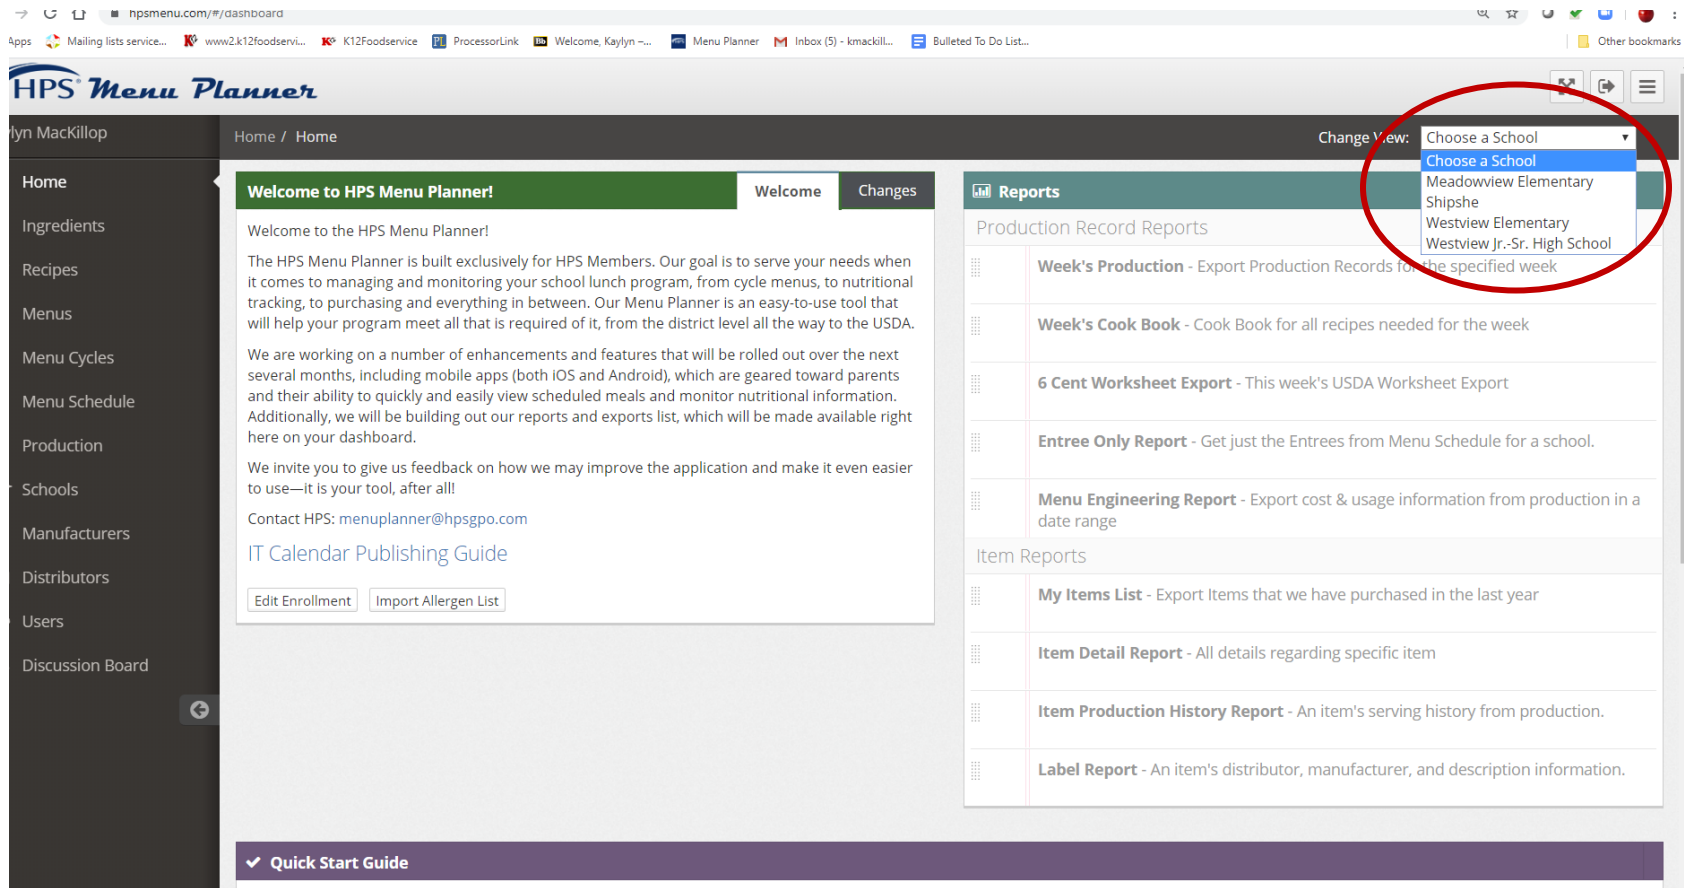 hpsmenu.com/#/dashboard
Apps Mailing lists service... www2.k12foodservi... K12Foodservice ProcessorLink Welcome, Kaylyn –... Menu Planner Inbox (5) - kmackill... Bulleted To Do List... Other bookmarks
HPS Menu Planner
lyn MacKillop
Home / Home
Change View: Choose a School
Choose a School
Meadowview Elementary
Shipshe
Westview Elementary
Westview Jr.-Sr. High School
Home
Ingredients
Recipes
Menus
Menu Cycles
Menu Schedule
Production
Schools
Manufacturers
Distributors
Users
Discussion Board
Welcome to HPS Menu Planner! Welcome Changes
Welcome to the HPS Menu Planner!
The HPS Menu Planner is built exclusively for HPS Members. Our goal is to serve your needs when
it comes to managing and monitoring your school lunch program, from cycle menus, to nutritional
tracking, to purchasing and everything in between. Our Menu Planner is an easy-to-use tool that
will help your program meet all that is required of it, from the district level all the way to the USDA.
We are working on a number of enhancements and features that will be rolled out over the next
several months, including mobile apps (both iOS and Android), which are geared toward parents
and their ability to quickly and easily view scheduled meals and monitor nutritional information.
Additionally, we will be building out our reports and exports list, which will be made available right
here on your dashboard.
We invite you to give us feedback on how we may improve the application and make it even easier
to use—it is your tool, after all!
Contact HPS: menuplanner@hpsgpo.com
IT Calendar Publishing Guide
Edit Enrollment Import Allergen List
Reports
Production Record Reports
Week's Production - Export Production Records for the specified week
Week's Cook Book - Cook Book for all recipes needed for the week
6 Cent Worksheet Export - This week's USDA Worksheet Export
Entree Only Report - Get just the Entrees from Menu Schedule for a school.
Menu Engineering Report - Export cost & usage information from production in a
date range
Item Reports
My Items List - Export Items that we have purchased in the last year
Item Detail Report - All details regarding specific item
Item Production History Report - An item's serving history from production.
Label Report - An item's distributor, manufacturer, and description information.
Quick Start Guide